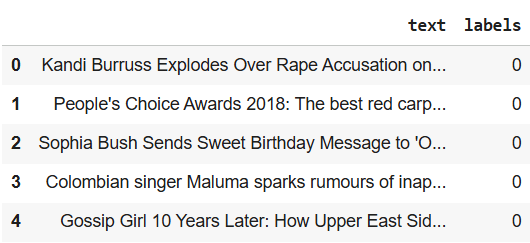 text labels
0 Kandi Burruss Explodes Over Rape Accusation on... 0
1 People's Choice Awards 2018: The best red carp... 0
2 Sophia Bush Sends Sweet Birthday Message to 'O... 0
3 Colombian singer Maluma sparks rumours of inap... 0
4 Gossip Girl 10 Years Later: How Upper East Sid... 0